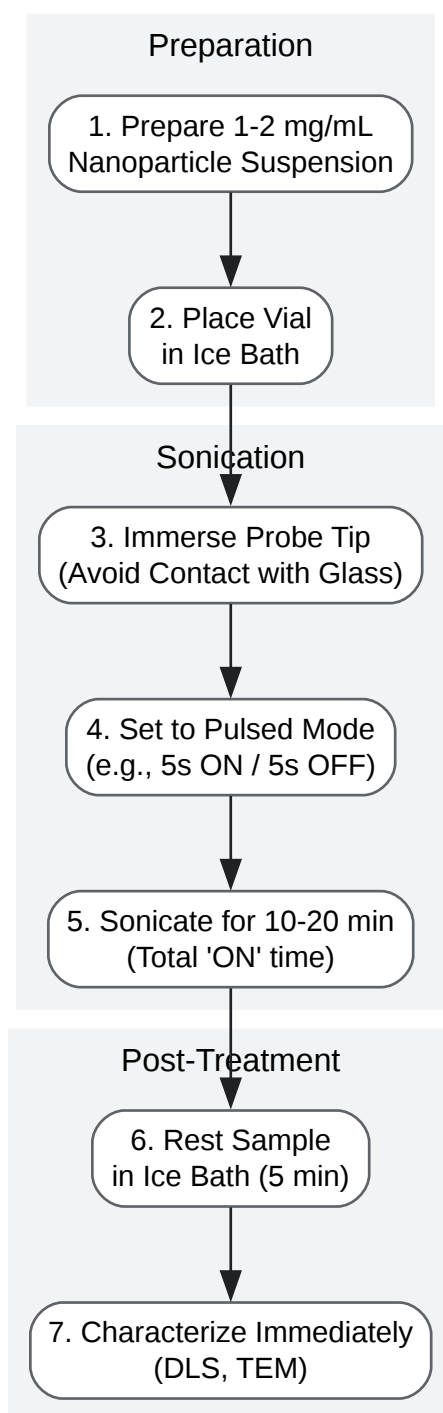 Preparation
1. Prepare 1-2 mg/mL
Nanoparticle Suspension
2. Place Vial
in Ice Bath
Sonication
3. Immerse Probe Tip
(Avoid Contact with Glass)
4. Set to Pulsed Mode
(e.g., 5s ON / 5s OFF)
5. Sonicate for 10-20 min
(Total 'ON' time)
Post-Treatment
6. Rest Sample
in Ice Bath (5 min)
7. Characterize Immediately
(DLS, TEM)